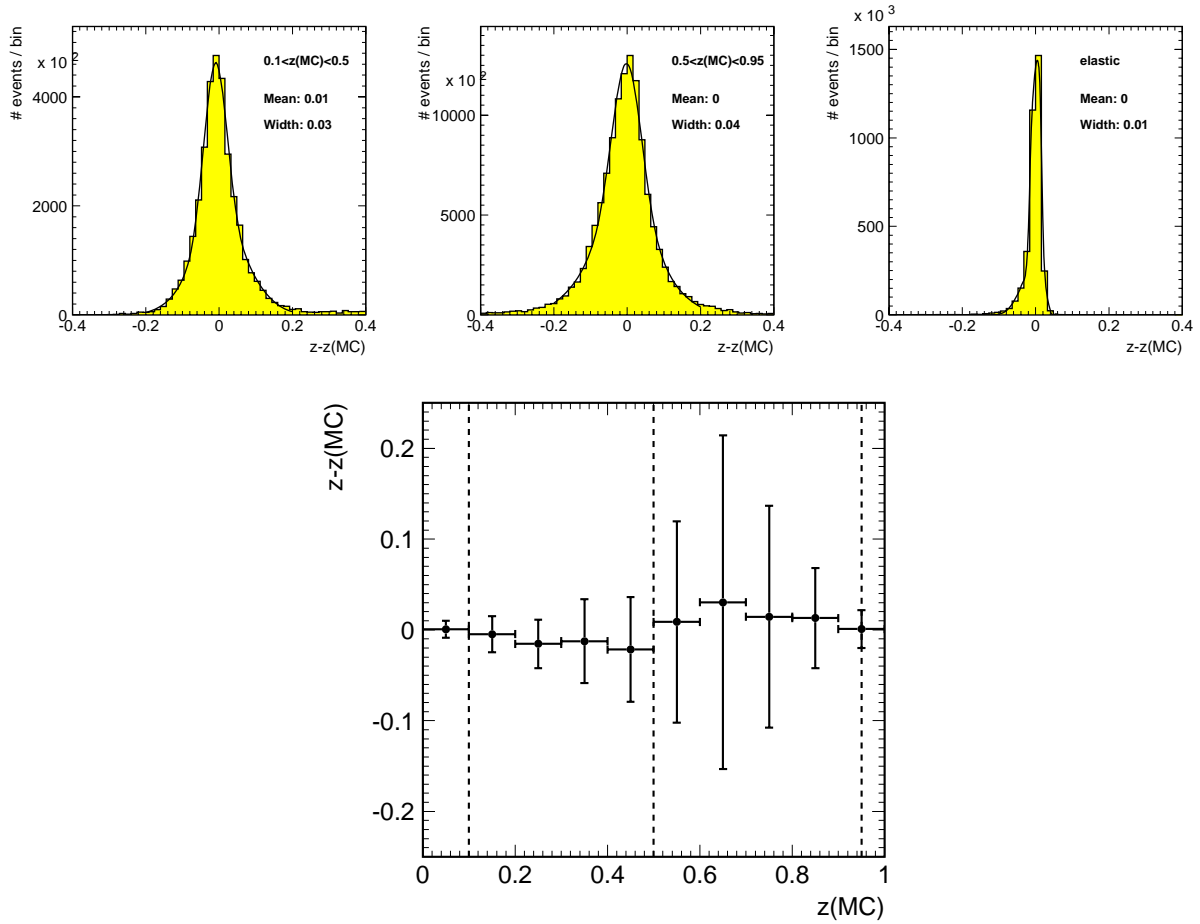 # events / bin
x 10 2
0.1<z(MC)<0.5
Mean: 0.01
Width: 0.03
4000
2000
0
-0.4 -0.2 0 0.2 0.4
z-z(MC)
# events / bin
x 10 2
0.5<z(MC)<0.95
Mean: 0
Width: 0.04
10000
5000
0
-0.4 -0.2 0 0.2 0.4
z-z(MC)
x 10 3
# events / bin
elastic
Mean: 0
Width: 0.01
1500
1000
500
0
-0.4 -0.2 0 0.2 0.4
z-z(MC)
z-z(MC)
0.2
0.1
0
-0.1
-0.2
0 0.2 0.4 0.6 0.8 1
z(MC)